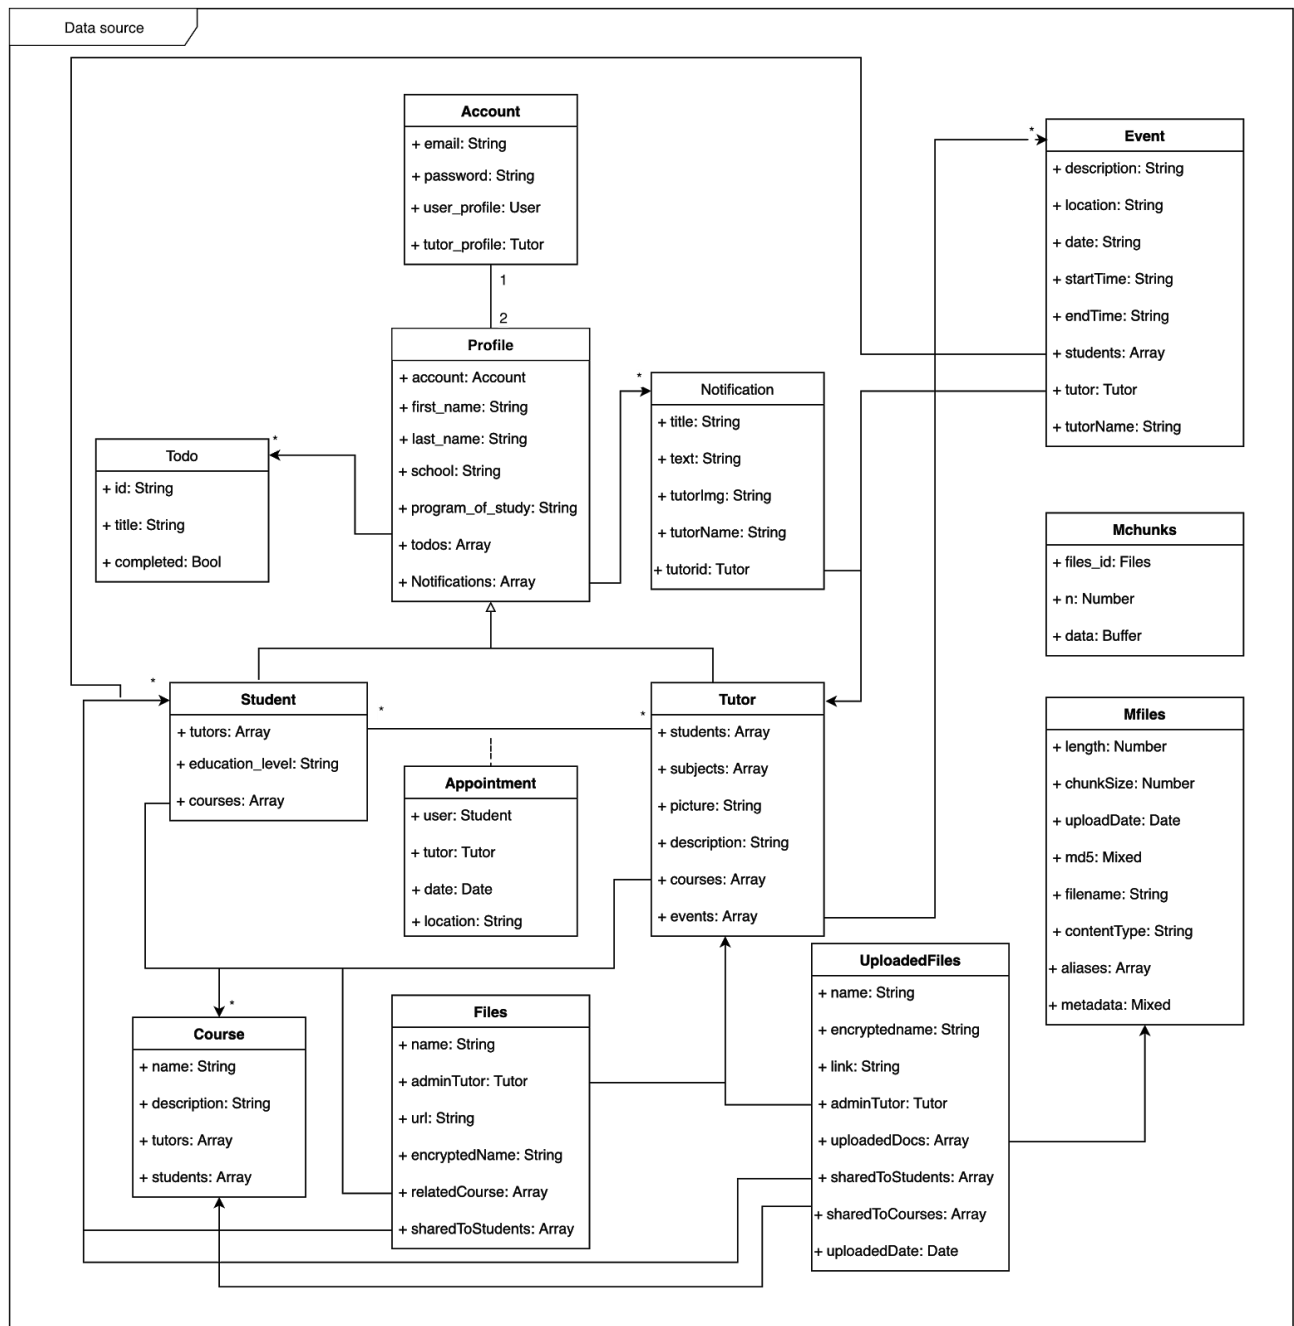 Data source
Account
+ email: String
+ password: String
+ user_profile: User
+ tutor_profile: Tutor
1
2
Profile
+ account: Account
+ first_name: String
+ last_name: String
+ school: String
+ program_of_study: String
+ todos: Array
+ Notifications: Array
*
Todo
+ id: String
+ title: String
+ completed: Bool
*
Notification
+ title: String
+ text: String
+ tutorImg: String
+ tutorName: String
+ tutorid: Tutor
*
Event
+ description: String
+ location: String
+ date: String
+ startTime: String
+ endTime: String
+ students: Array
+ tutor: Tutor
+ tutorName: String
Mchunks
+ files_id: Files
+ n: Number
+ data: Buffer
*
Student
+ tutors: Array
+ education_level: String
+ courses: Array
*
*
Tutor
+ students: Array
+ subjects: Array
+ picture: String
+ description: String
+ courses: Array
+ events: Array
Appointment
+ user: Student
+ tutor: Tutor
+ date: Date
+ location: String
Mfiles
+ length: Number
+ chunkSize: Number
+ uploadDate: Date
+ md5: Mixed
+ filename: String
+ contentType: String
+ aliases: Array
+ metadata: Mixed
*
Course
+ name: String
+ description: String
+ tutors: Array
+ students: Array
Files
+ name: String
+ adminTutor: Tutor
+ url: String
+ encryptedName: String
+ relatedCourse: Array
+ sharedToStudents: Array
UploadedFiles
+ name: String
+ encryptedname: String
+ link: String
+ adminTutor: Tutor
+ uploadedDocs: Array
+ sharedToStudents: Array
+ sharedToCourses: Array
+ uploadedDate: Date